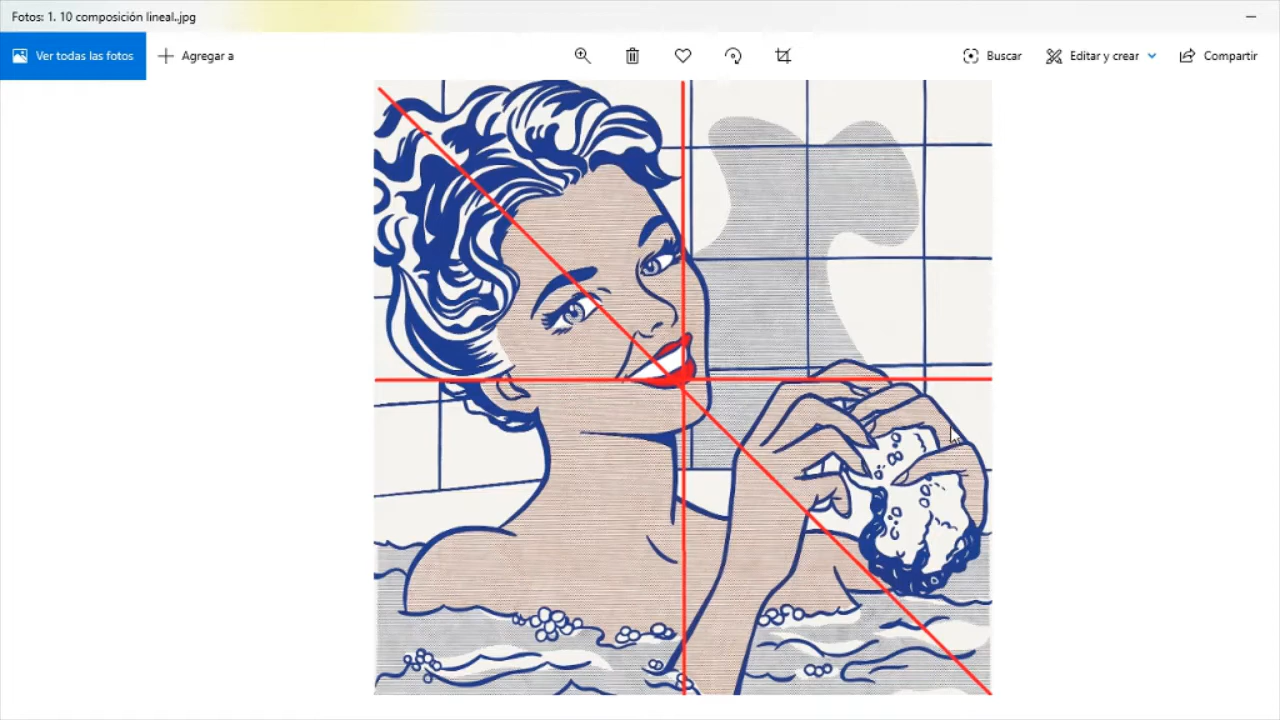 Fotos: 1. 10 composición lineal..jpg
Ver todas las fotos
Agregar a
Buscar
Editar y crear
Compartir